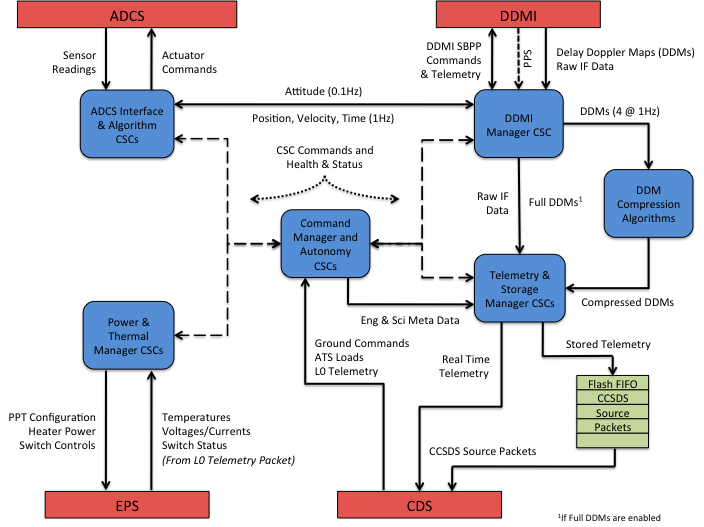 ADCS
DDMI
Sensor
Readings
Actuator
Commands
DDMI SBPP
Commands
& Telemetry
PPS
Delay Doppler Maps (DDMs)
Raw IF Data
ADCS Interface
& Algorithm
CSCs
Attitude (0.1Hz)
Position, Velocity, Time (1Hz)
DDMI
Manager CSC
DDMs (4 @ 1Hz)
CSC Commands and
Health & Status
Raw IF
Data
Full DDMs¹
DDM
Compression
Algorithms
Command
Manager and
Autonomy
CSCs
Telemetry &
Storage
Manager CSCs
Compressed DDMs
Power &
Thermal
Manager CSCs
Eng & Sci Meta Data
Ground Commands
ATS Loads
L0 Telemetry
Real Time
Telemetry
Stored Telemetry
Flash FIFO
CCSDS
Source
Packets
PPT Configuration
Heater Power
Switch Controls
Temperatures
Voltages/Currents
Switch Status
(From L0 Telemetry Packet)
CCSDS Source Packets
EPS
CDS
¹If Full DDMs are enabled